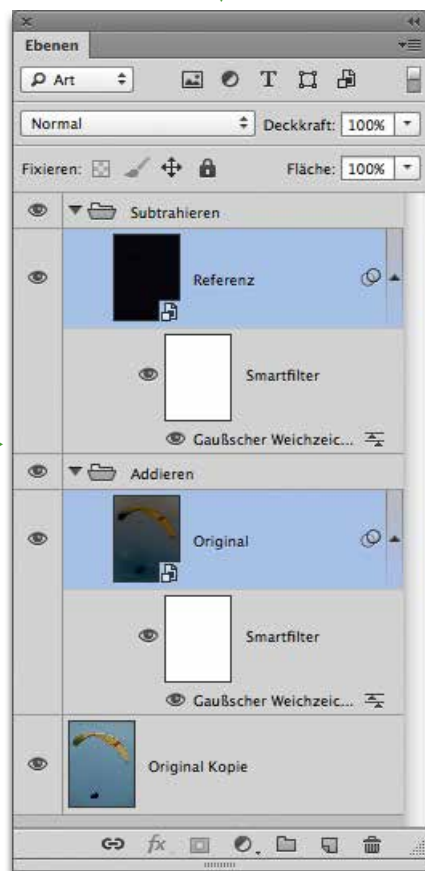 Ebenen
Art
T
Normal Deckkraft: 100%
Fixieren: Fläche: 100%
Subtrahieren
Referenz
Smartfilter
Gaußscher Weichzeic...
Addieren
Original
Smartfilter
Gaußscher Weichzeic...
Original Kopie
fx